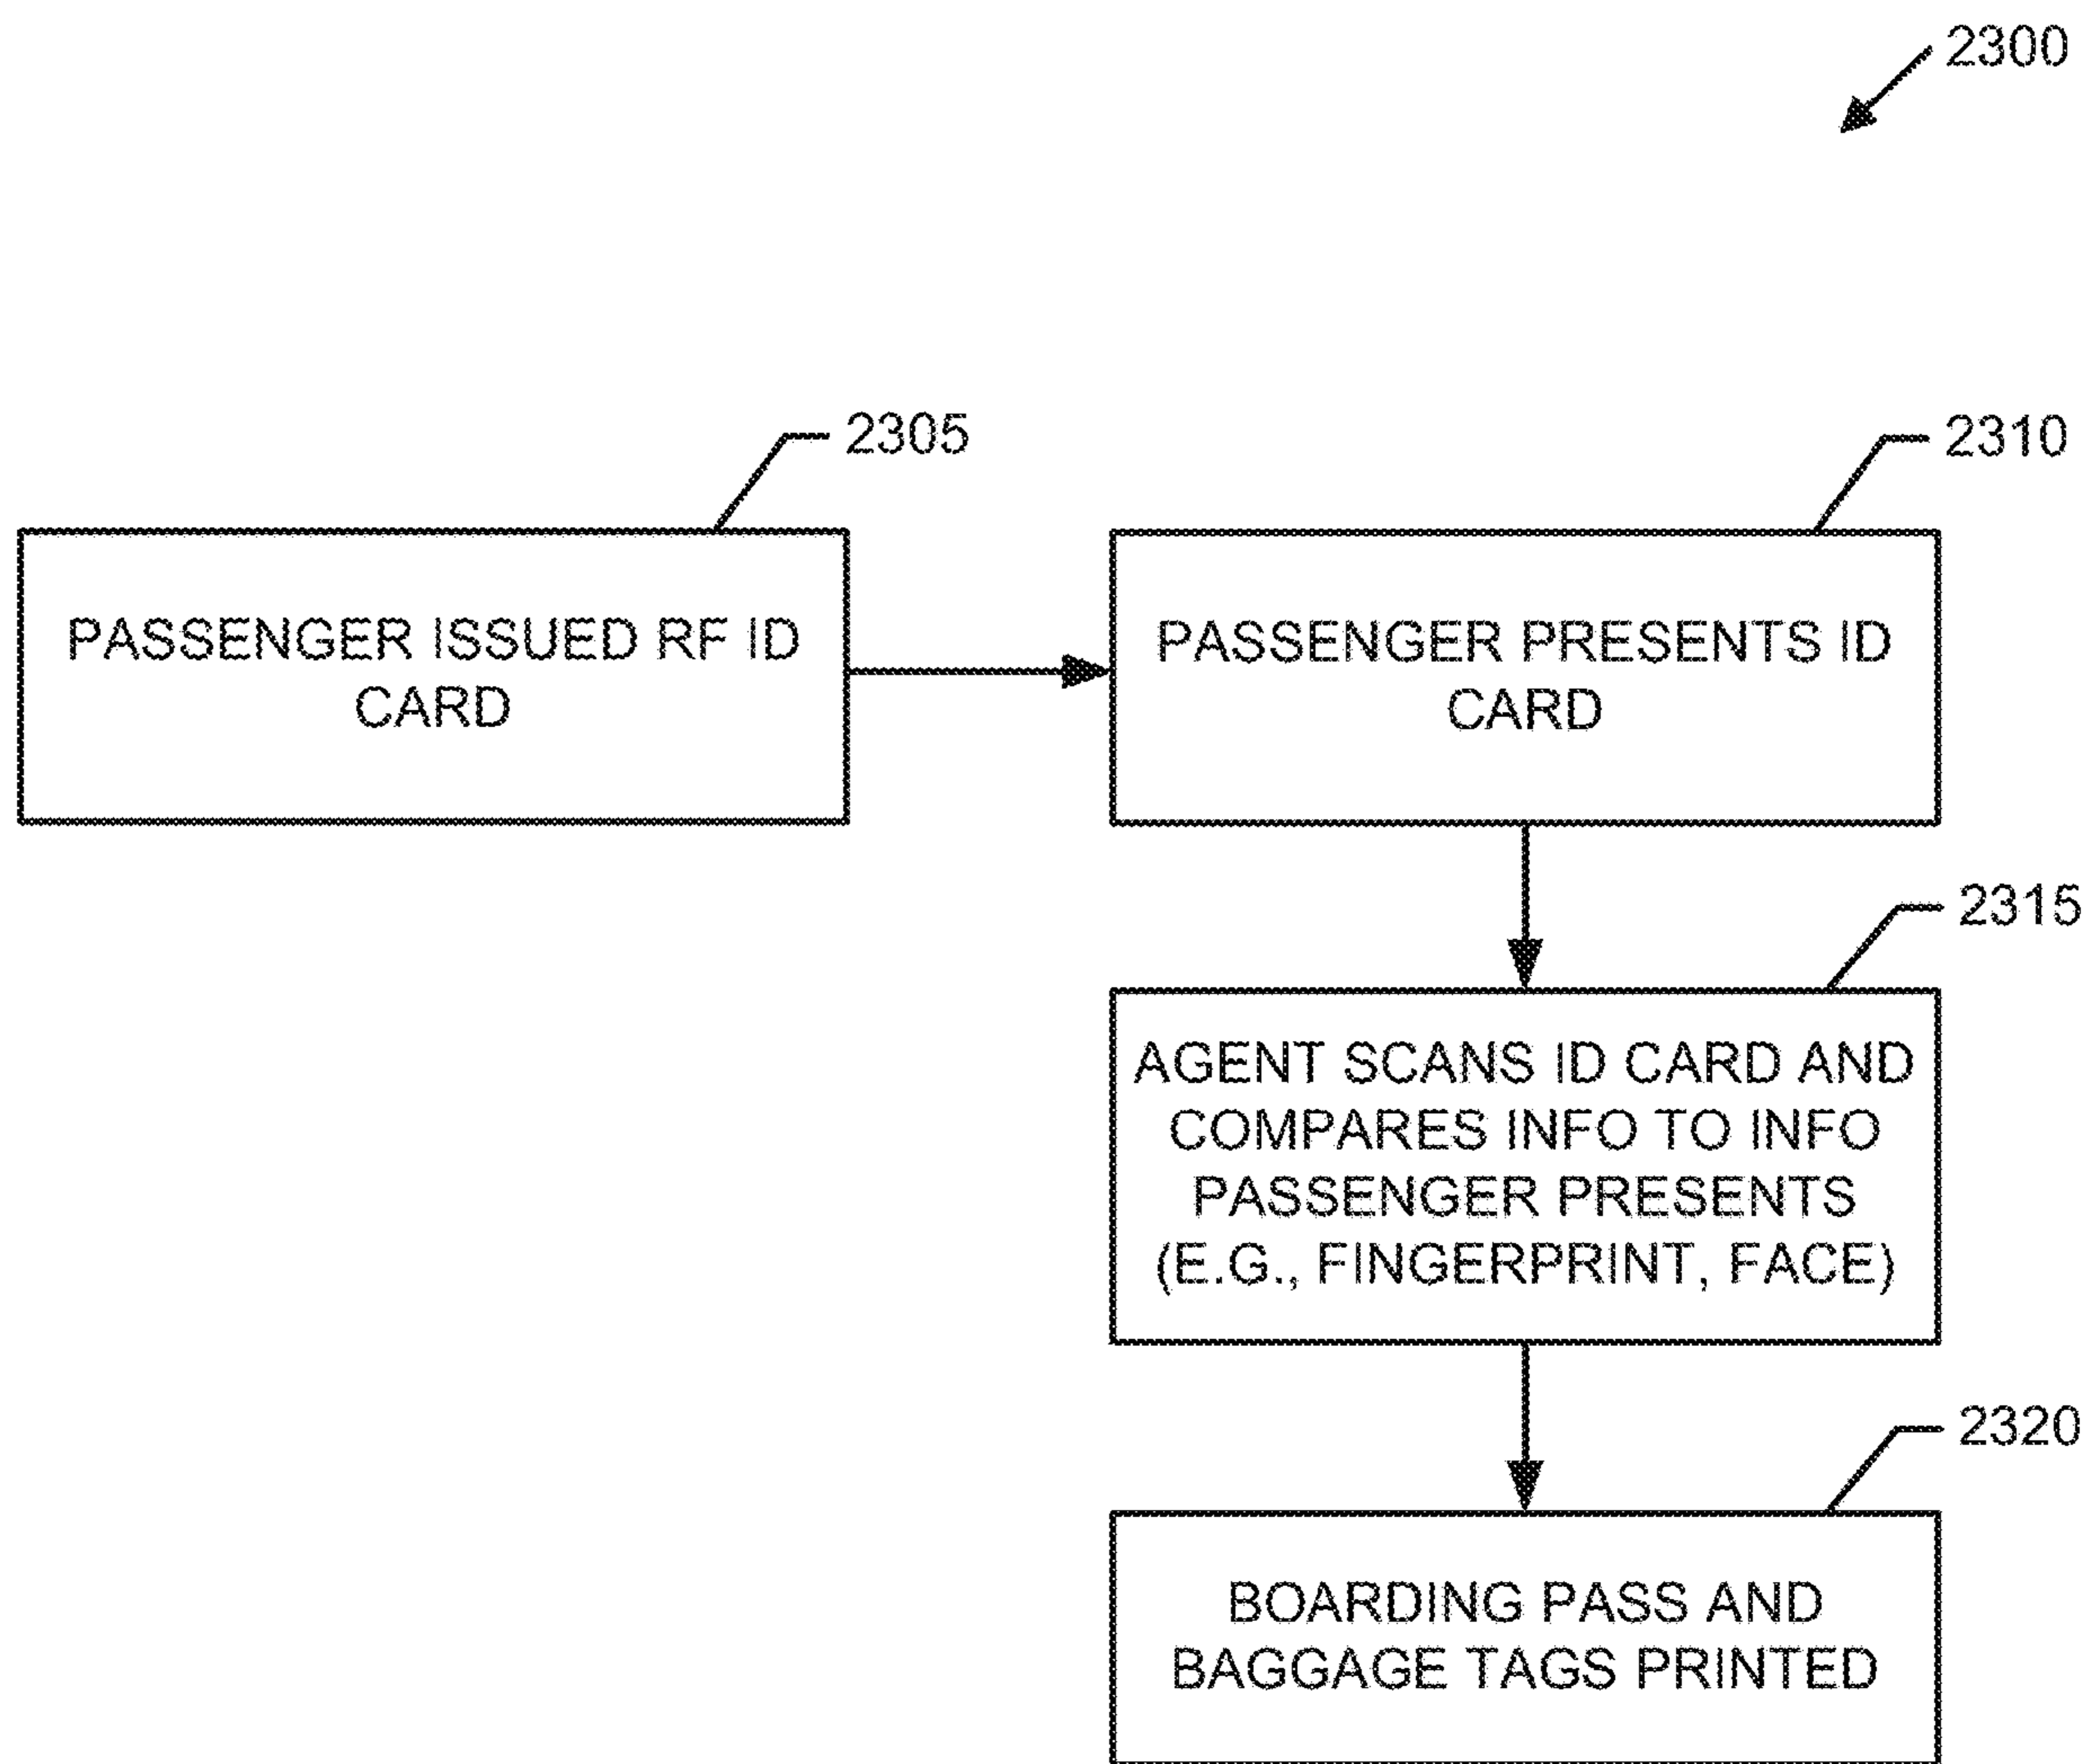 2300
2305
PASSENGER ISSUED RF ID
CARD
2310
PASSENGER PRESENTS ID
CARD
2315
AGENT SCANS ID CARD AND
COMPARES INFO TO INFO
PASSENGER PRESENTS
(E.G., FINGERPRINT, FACE)
2320
BOARDING PASS AND
BAGGAGE TAGS PRINTED